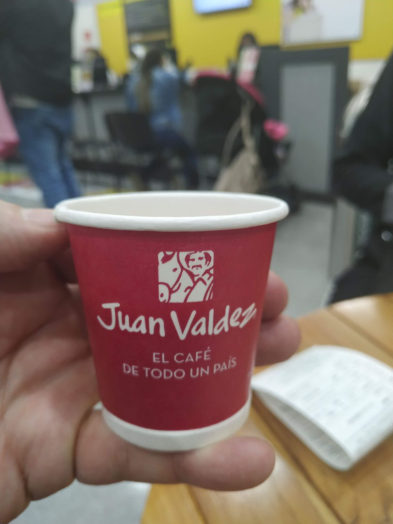 Juan Valdez
EL CAFÉ
DE TODO UN PAÍS